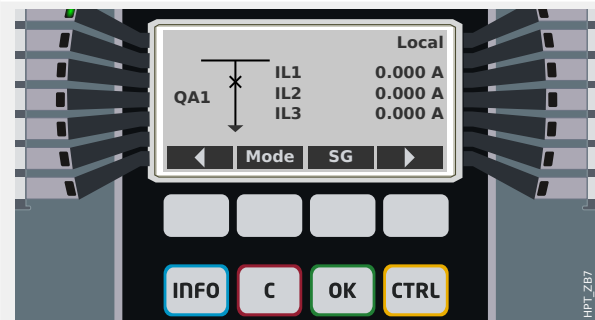 Local
IL1 0.000 A
QA1 IL2 0.000 A
IL3 0.000 A
Mode SG
INFO C OK CTRL
HPT_ZB7